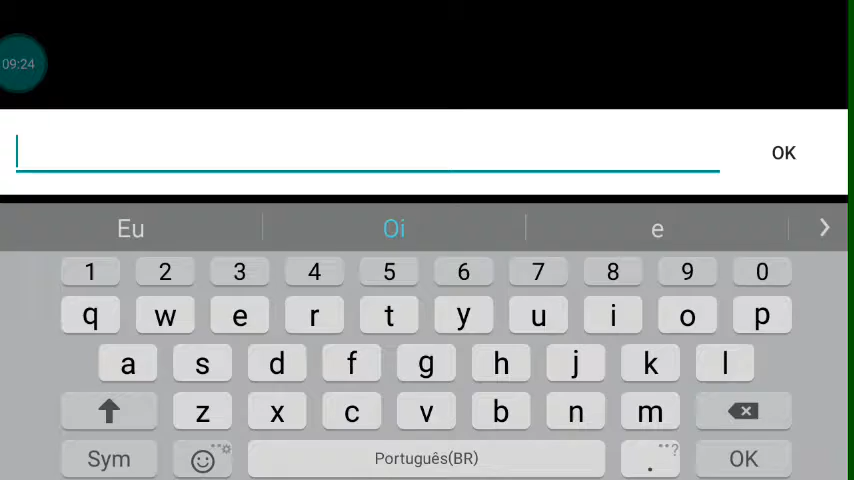 09:24
OK
Eu Oi e
1 2 3 4 5 6 7 8 9 0
q w e r t y u i o p
a s d f g h j k l
z x c v b n m
Sym Português(BR) . ? OK